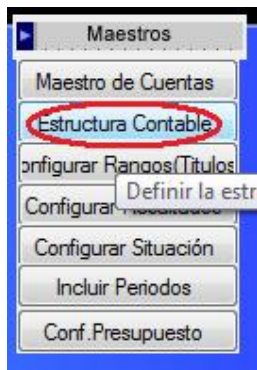 Maestros
Maestro de Cuentas
Estructura Contable
onfigurar Rangos(Titulos
Definir la estr
Configurar
Configurar Situación
Incluir Periodos
Conf.Presupuesto